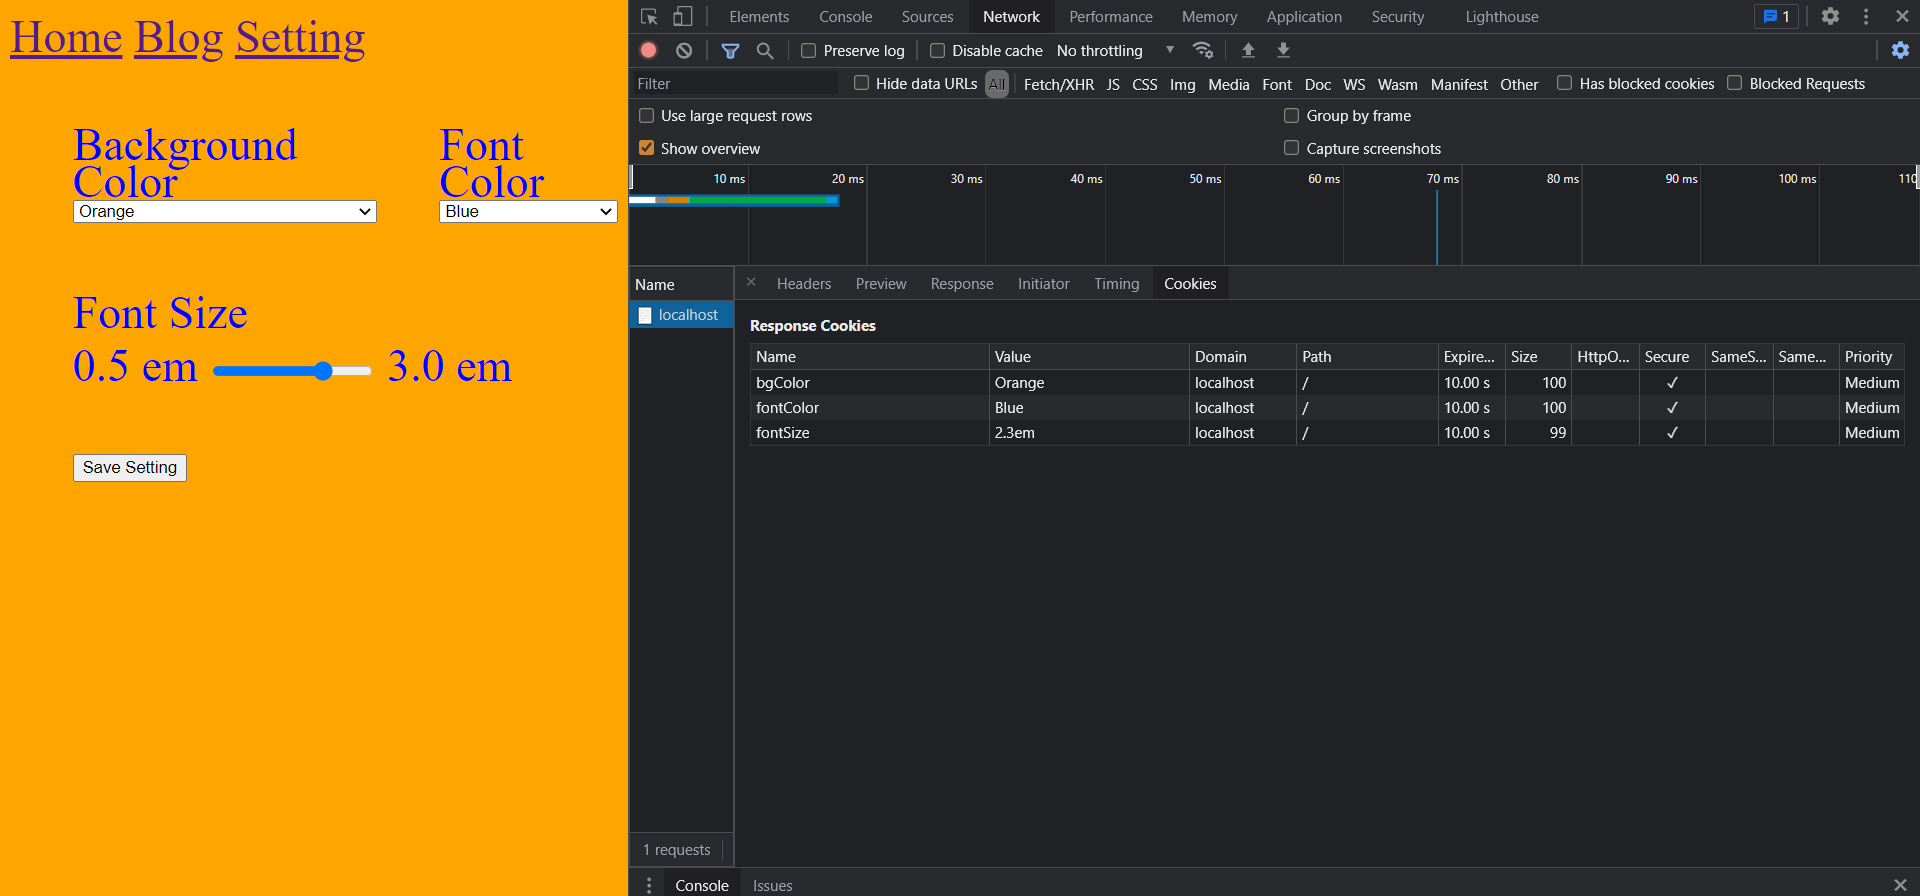 Home Blog Setting
Background Color
Font Color
Orange
Blue
Font Size
0.5 em 3.0 em
Save Setting
Elements Console Sources Network Performance Memory Application Security Lighthouse 1
Preserve log Disable cache No throttling
Filter Hide data URLs All Fetch/XHR JS CSS Img Media Font Doc WS Wasm Manifest Other Has blocked cookies Blocked Requests
Use large request rows Group by frame
Show overview Capture screenshots
10 ms 20 ms 30 ms 40 ms 50 ms 60 ms 70 ms 80 ms 90 ms 100 ms 110
Name Headers Preview Response Initiator Timing Cookies
localhost
Response Cookies
Name Value Domain Path Expire... Size HttpO... Secure SameS... Same... Priority
bgColor Orange localhost / 10.00 s 100 ✓ Medium
fontColor Blue localhost / 10.00 s 100 ✓ Medium
fontSize 2.3em localhost / 10.00 s 99 ✓ Medium
1 requests
Console Issues